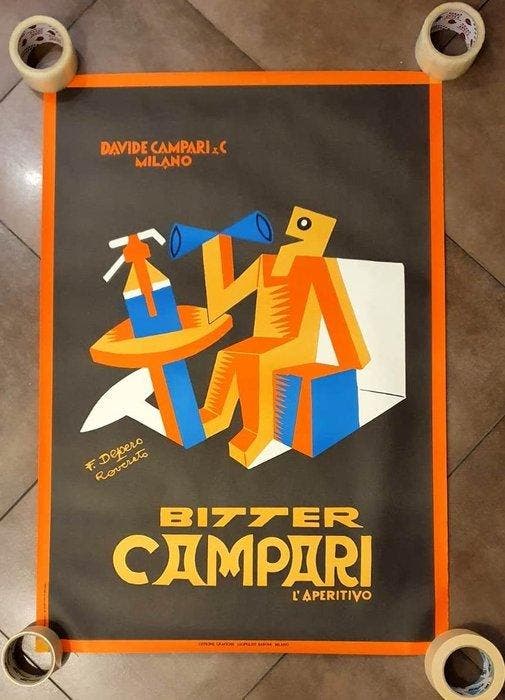 DAVIDE CAMPARI & C
MILANO
F. Depero
Rovereto
BITTER
CAMPARI
L'APERITIVO